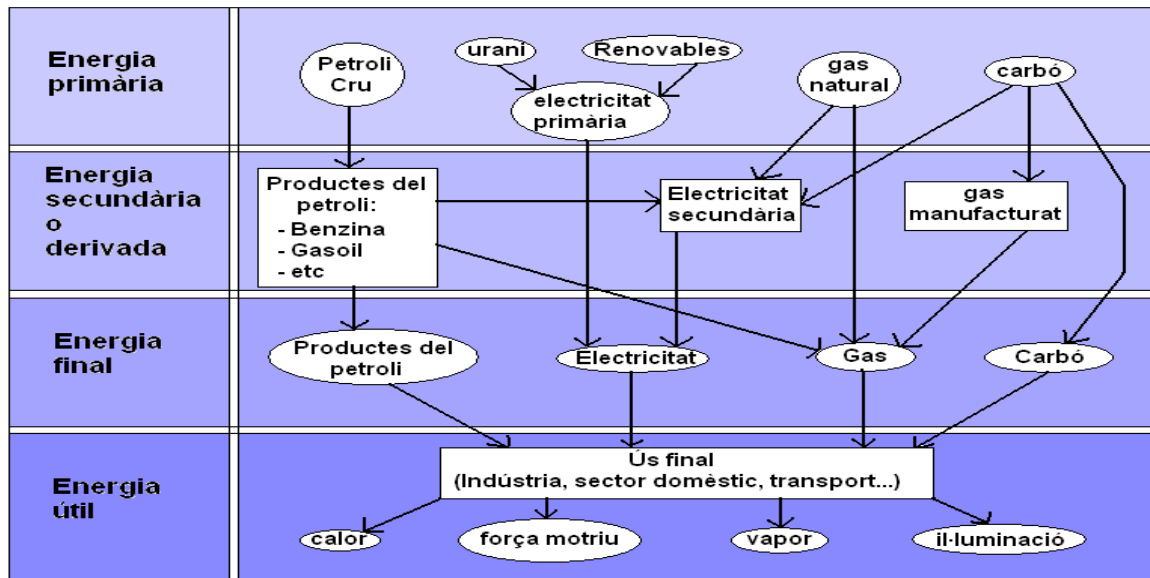 Energia
primària
Petroli
Cru
uraní
Renovables
electricitat
primària
gas
natural
carbó
Energia
secundària
o
derivada
Productes del
petroli:
- Benzina
- Gasoil
- etc
Electricitat
secundària
gas
manufacturat
Energia
final
Productes del
petroli
Electricitat
Gas
Carbó
Energia
útil
Ús final
(Indústria, sector domèstic, transport...)
calor
força motriu
vapor
il·luminació